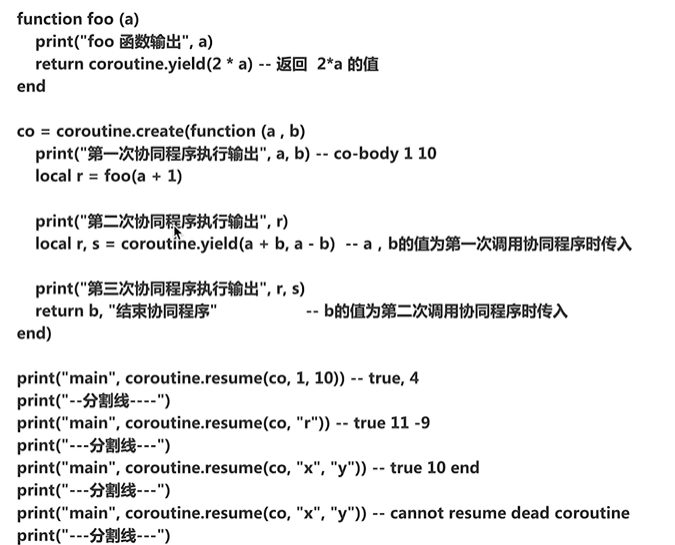 function foo (a)
print("foo 函数输出", a)
return coroutine.yield(2 * a) -- 返回 2*a 的值
end
co = coroutine.create(function (a , b)
print("第一次协同程序执行输出", a, b) -- co-body 1 10
local r = foo(a + 1)
print("第二次协同程序执行输出", r)
local r, s = coroutine.yield(a + b, a - b) -- a，b的值为第一次调用协同程序时传入
print("第三次协同程序执行输出", r, s)
return b, "结束协同程序" -- b的值为第二次调用协同程序时传入
end)
print("main", coroutine.resume(co, 1, 10)) -- true, 4
print("--分割线----")
print("main", coroutine.resume(co, "r")) -- true 11 -9
print("---分割线---")
print("main", coroutine.resume(co, "x", "y")) -- true 10 end
print("---分割线---")
print("main", coroutine.resume(co, "x", "y")) -- cannot resume dead coroutine
print("---分割线---")